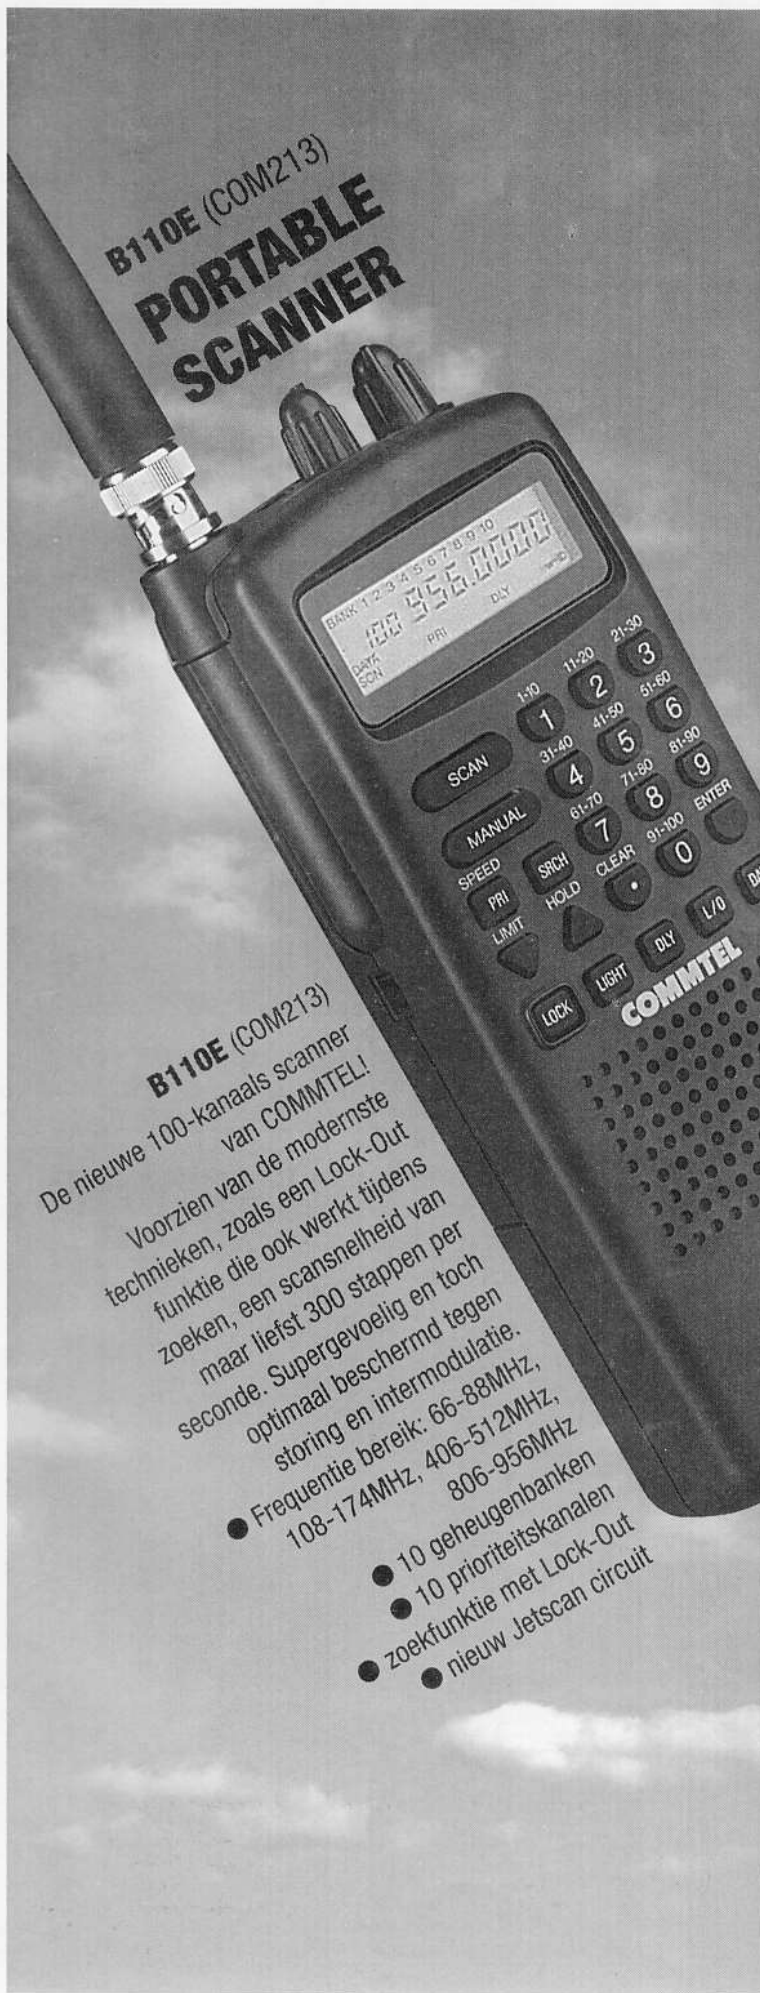 B110E (COM213)
PORTABLE
SCANNER
BANK 1 2 3 4 5 6 7 8 9 10
100 956.0000
DATA
SCN PRI DLY
1-10 11-20 21-30
SCAN 1 2 3
31-40 41-50 51-60
MANUAL 4 5 6
61-70 71-80 81-90
SPEED SRCH 7 8 9
PRI HOLD CLEAR 91-100 ENTER
LIMIT . 0
LOCK LIGHT DLY L/O
COMMTEL
B110E (COM213)
De nieuwe 100-kanaals scanner
van COMMTEL!
Voorzien van de modernste
technieken, zoals een Lock-Out
funktie die ook werkt tijdens
zoeken, een scansnelheid van
maar liefst 300 stappen per
seconde. Supergevoelig en toch
optimaal beschermd tegen
storing en intermodulatie.
● Frequentie bereik: 66-88MHz,
108-174MHz, 406-512MHz,
806-956MHz
● 10 geheugenbanken
● 10 prioriteitskanalen
● zoekfunktie met Lock-Out
● nieuw Jetscan circuit